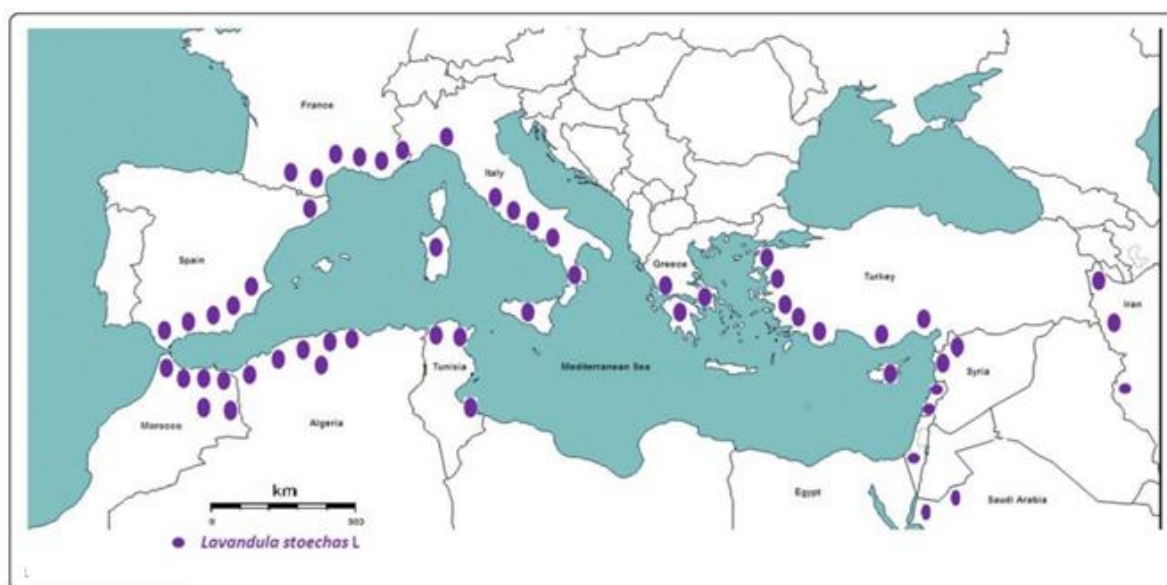 France
Italy
Spain
Greece
Turkey
Iran
Tunisia
Mediterranean Sea
Syria
Morocco
Algeria
Egypt
Saudi Arabia
km
0
Lavandula stoechas L